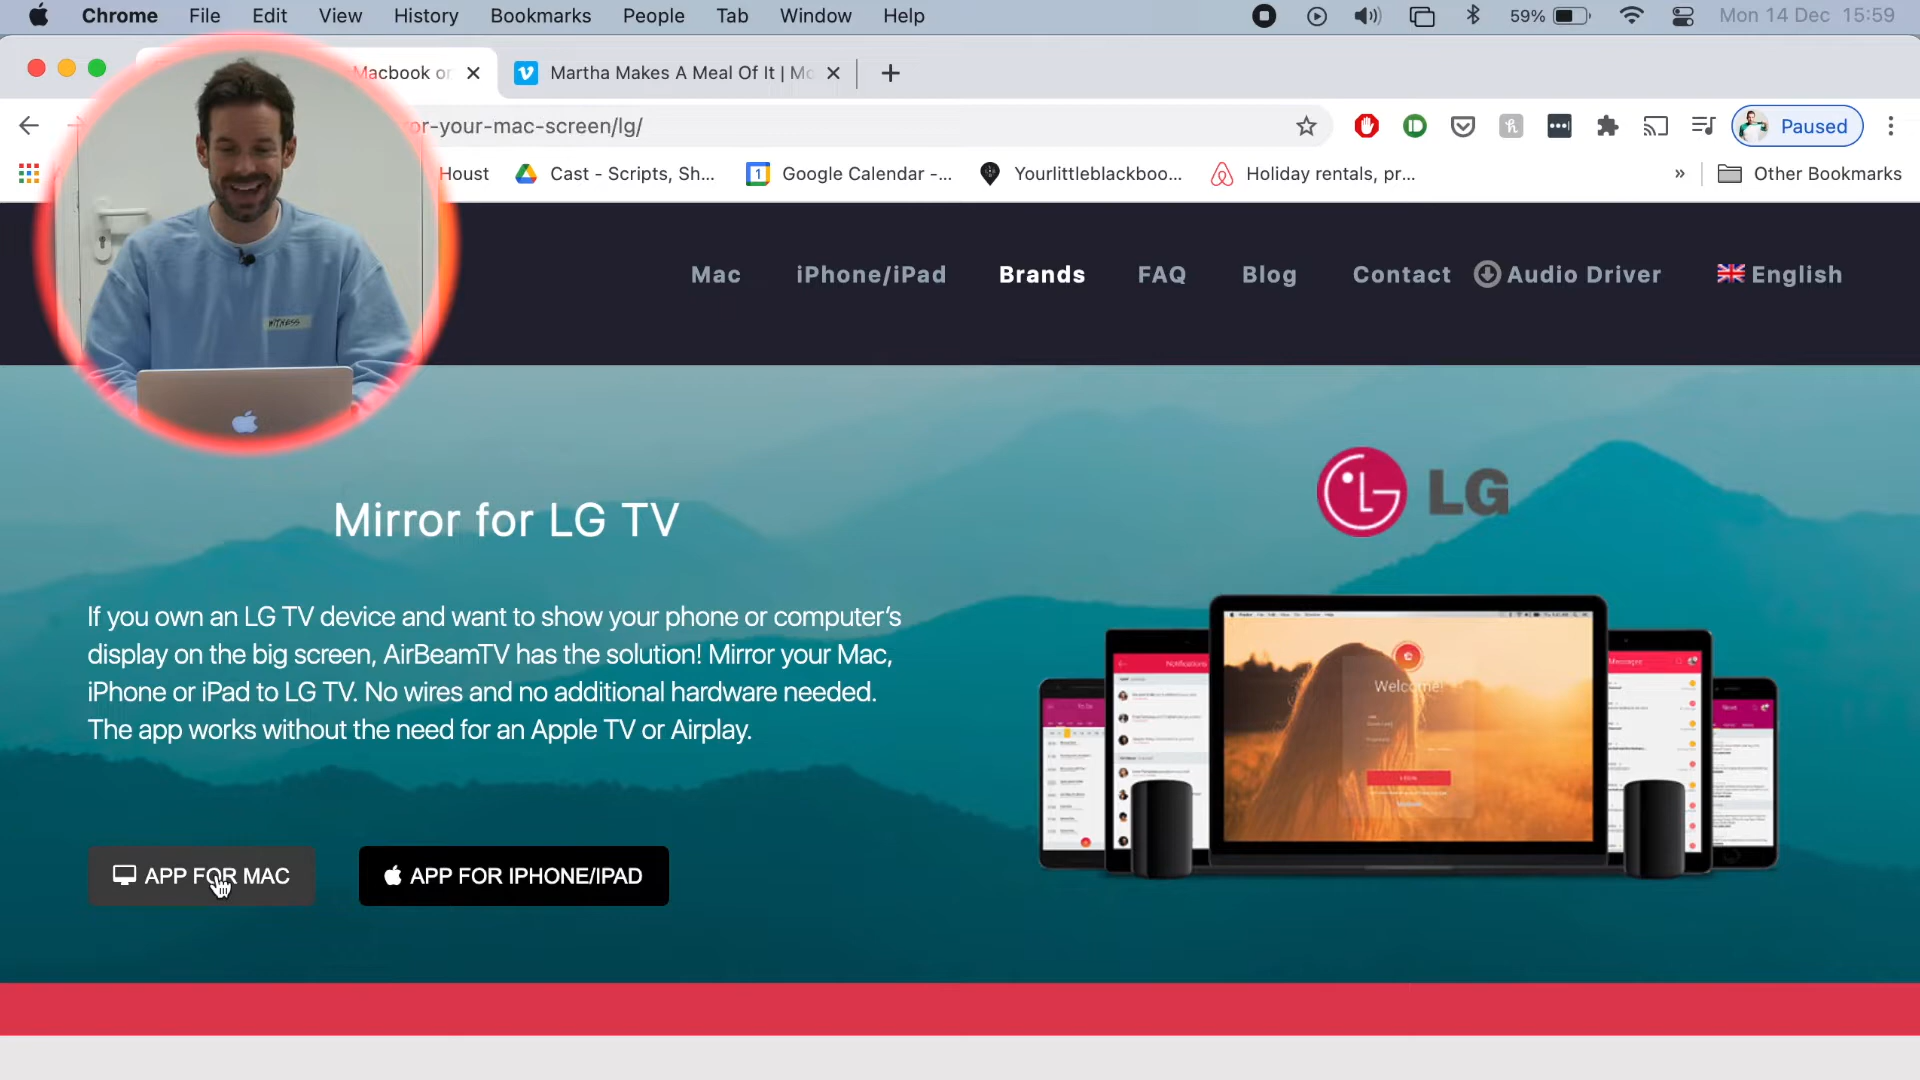 Chrome File Edit View History Bookmarks People Tab Window Help 59% Mon 14 Dec 15:59
Macbook or Martha Makes A Meal Of It | Mo
or-your-mac-screen/lg/ Paused
Houst Cast - Scripts, Sh... Google Calendar -... Yourlittleblackboo... Holiday rentals, pr... » Other Bookmarks
Mac iPhone/iPad Brands FAQ Blog Contact Audio Driver English
WITNESS
LG
Mirror for LG TV
If you own an LG TV device and want to show your phone or computer's
display on the big screen, AirBeamTV has the solution! Mirror your Mac,
iPhone or iPad to LG TV. No wires and no additional hardware needed.
The app works without the need for an Apple TV or Airplay.
Notifications
Welcome!
Messages
APP FOR MAC APP FOR IPHONE/IPAD